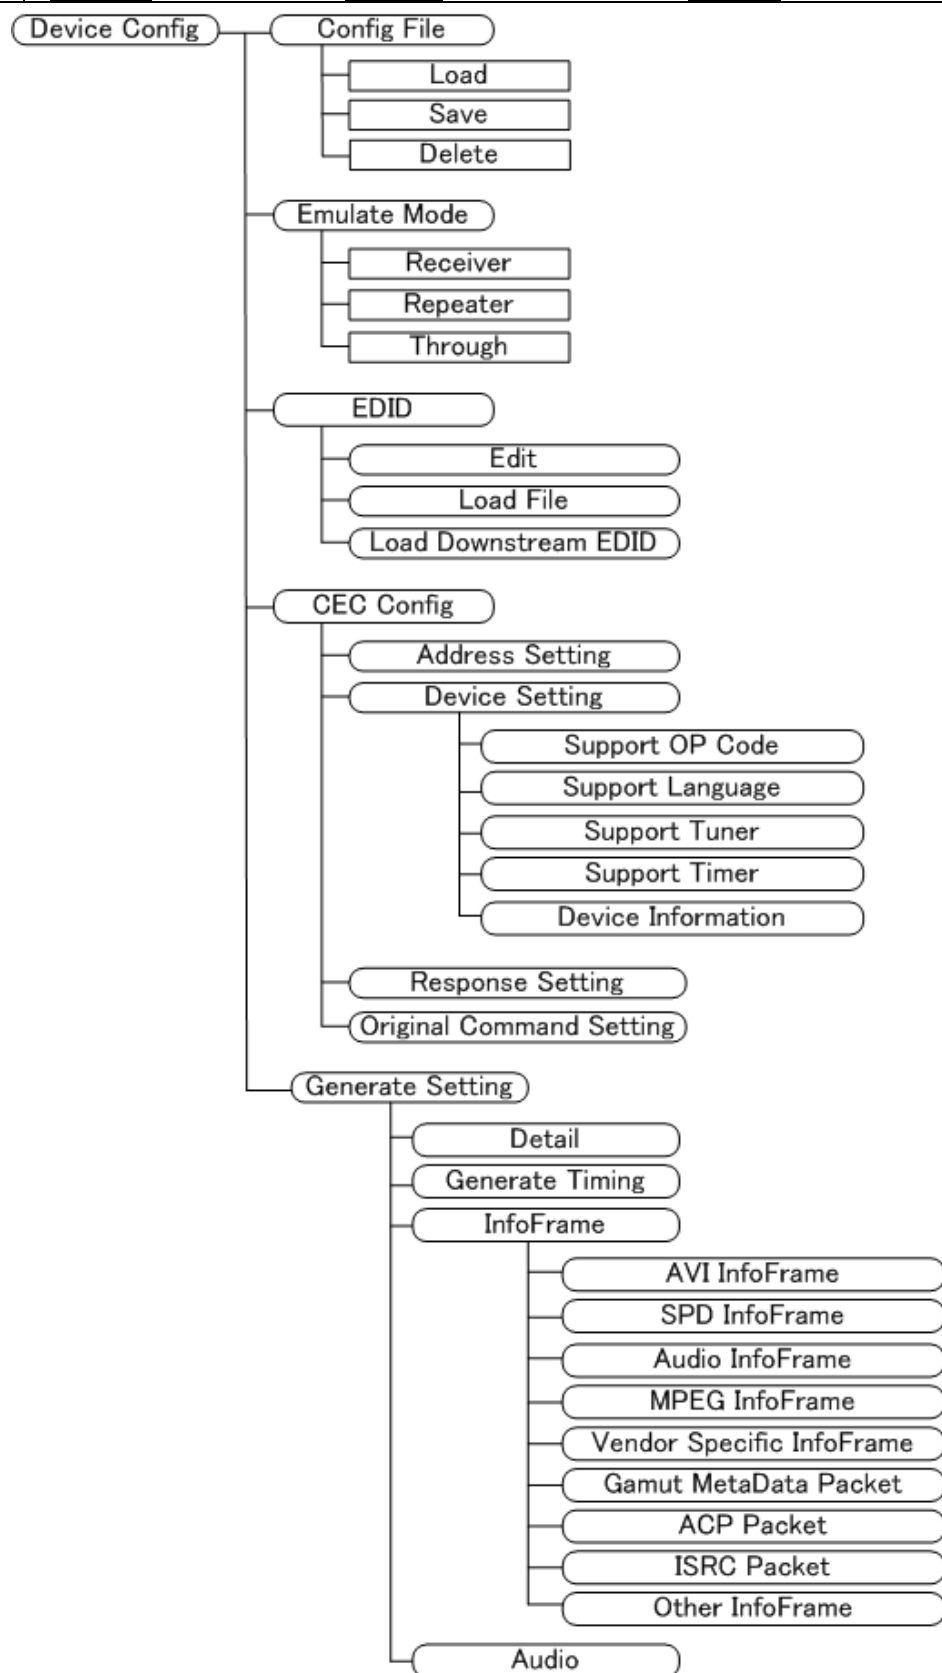 Device Config
Config File
Load
Save
Delete
Emulate Mode
Receiver
Repeater
Through
EDID
Edit
Load File
Load Downstream EDID
CEC Config
Address Setting
Device Setting
Support OP Code
Support Language
Support Tuner
Support Timer
Device Information
Response Setting
Original Command Setting
Generate Setting
Detail
Generate Timing
InfoFrame
AVI InfoFrame
SPD InfoFrame
Audio InfoFrame
MPEG InfoFrame
Vendor Specific InfoFrame
Gamut MetaData Packet
ACP Packet
ISRC Packet
Other InfoFrame
Audio